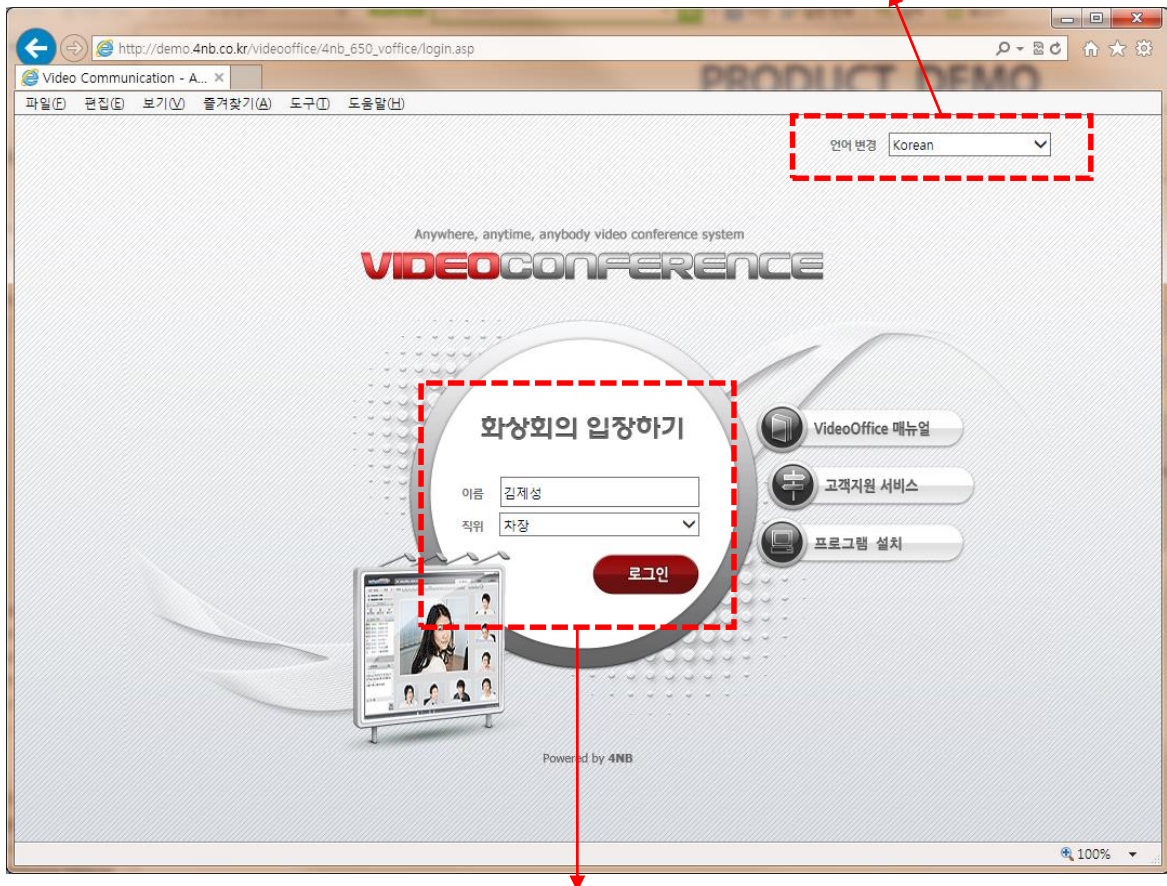 http://demo.4nb.co.kr/videooffice/4nb_650_voffice/login.asp
Video Communication - A...
PRODUCT DEMO
파일(F) 편집(E) 보기(V) 즐겨찾기(A) 도구(T) 도움말(H)
언어 변경 Korean
Anywhere, anytime, anybody video conference system
VIDEOCONFERENCE
화상회의 입장하기
이름 김제성
직위 차장
로그인
VideoOffice 매뉴얼
고객지원 서비스
프로그램 설치
Powered by 4NB
100%